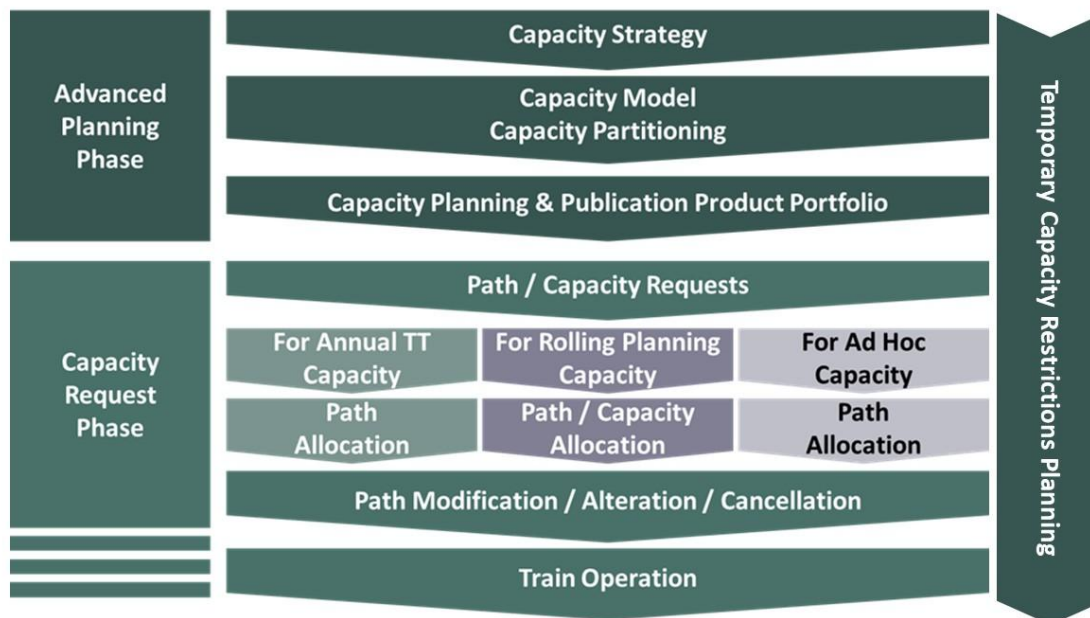 Advanced
Planning
Phase
Capacity Strategy
Capacity Model
Capacity Partitioning
Capacity Planning & Publication Product Portfolio
Capacity
Request
Phase
Path / Capacity Requests
For Annual TT
Capacity
For Rolling Planning
Capacity
For Ad Hoc
Capacity
Path
Allocation
Path / Capacity
Allocation
Path
Allocation
Path Modification / Alteration / Cancellation
Train Operation
Temporary Capacity Restrictions Planning